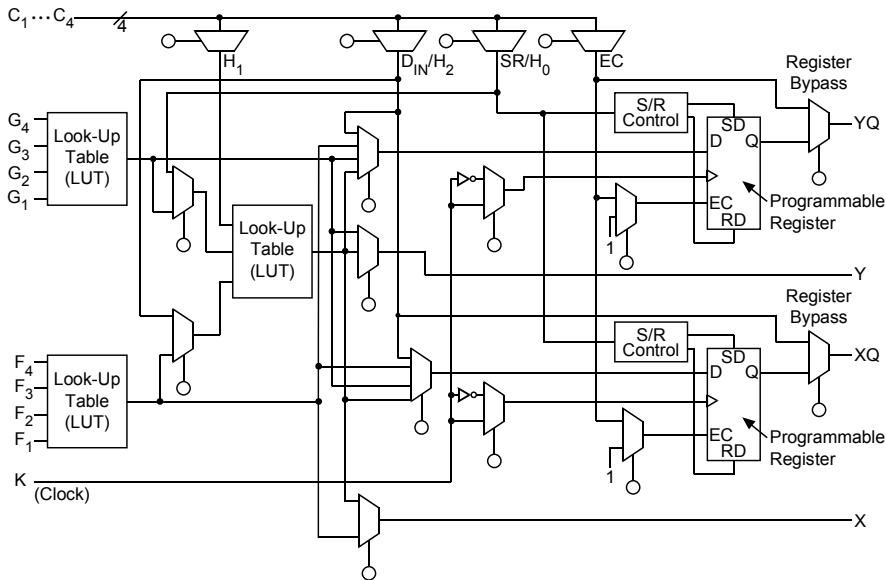 C1...C4
4
H1
DIN/H2
SR/H0
EC
Register
Bypass
S/R
Control
SD
D
Q
YQ
G4
G3
G2
G1
Look-Up
Table
(LUT)
EC
RD
1
Programmable
Register
Look-Up
Table
(LUT)
Y
Register
Bypass
S/R
Control
SD
D
Q
XQ
F4
F3
F2
F1
Look-Up
Table
(LUT)
EC
RD
1
Programmable
Register
K
(Clock)
X